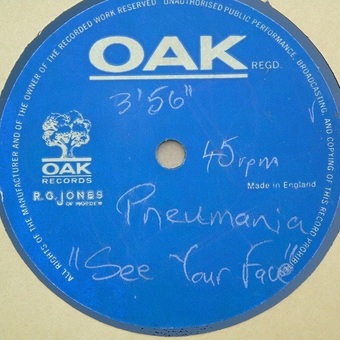 ALL RIGHTS OF THE MANUFACTURER AND OF THE OWNER OF THE RECORDED WORK RESERVED UNAUTHORISED PUBLIC PERFORMANCE, BROADCASTING, AND COPYING OF THIS RECORD PROHIBITED
OAK
REGD.
3'56"
45rpm
OAK
RECORDS
Made in England
R.G. JONES
OF MORDEN
Pneumania
"See Your Face"